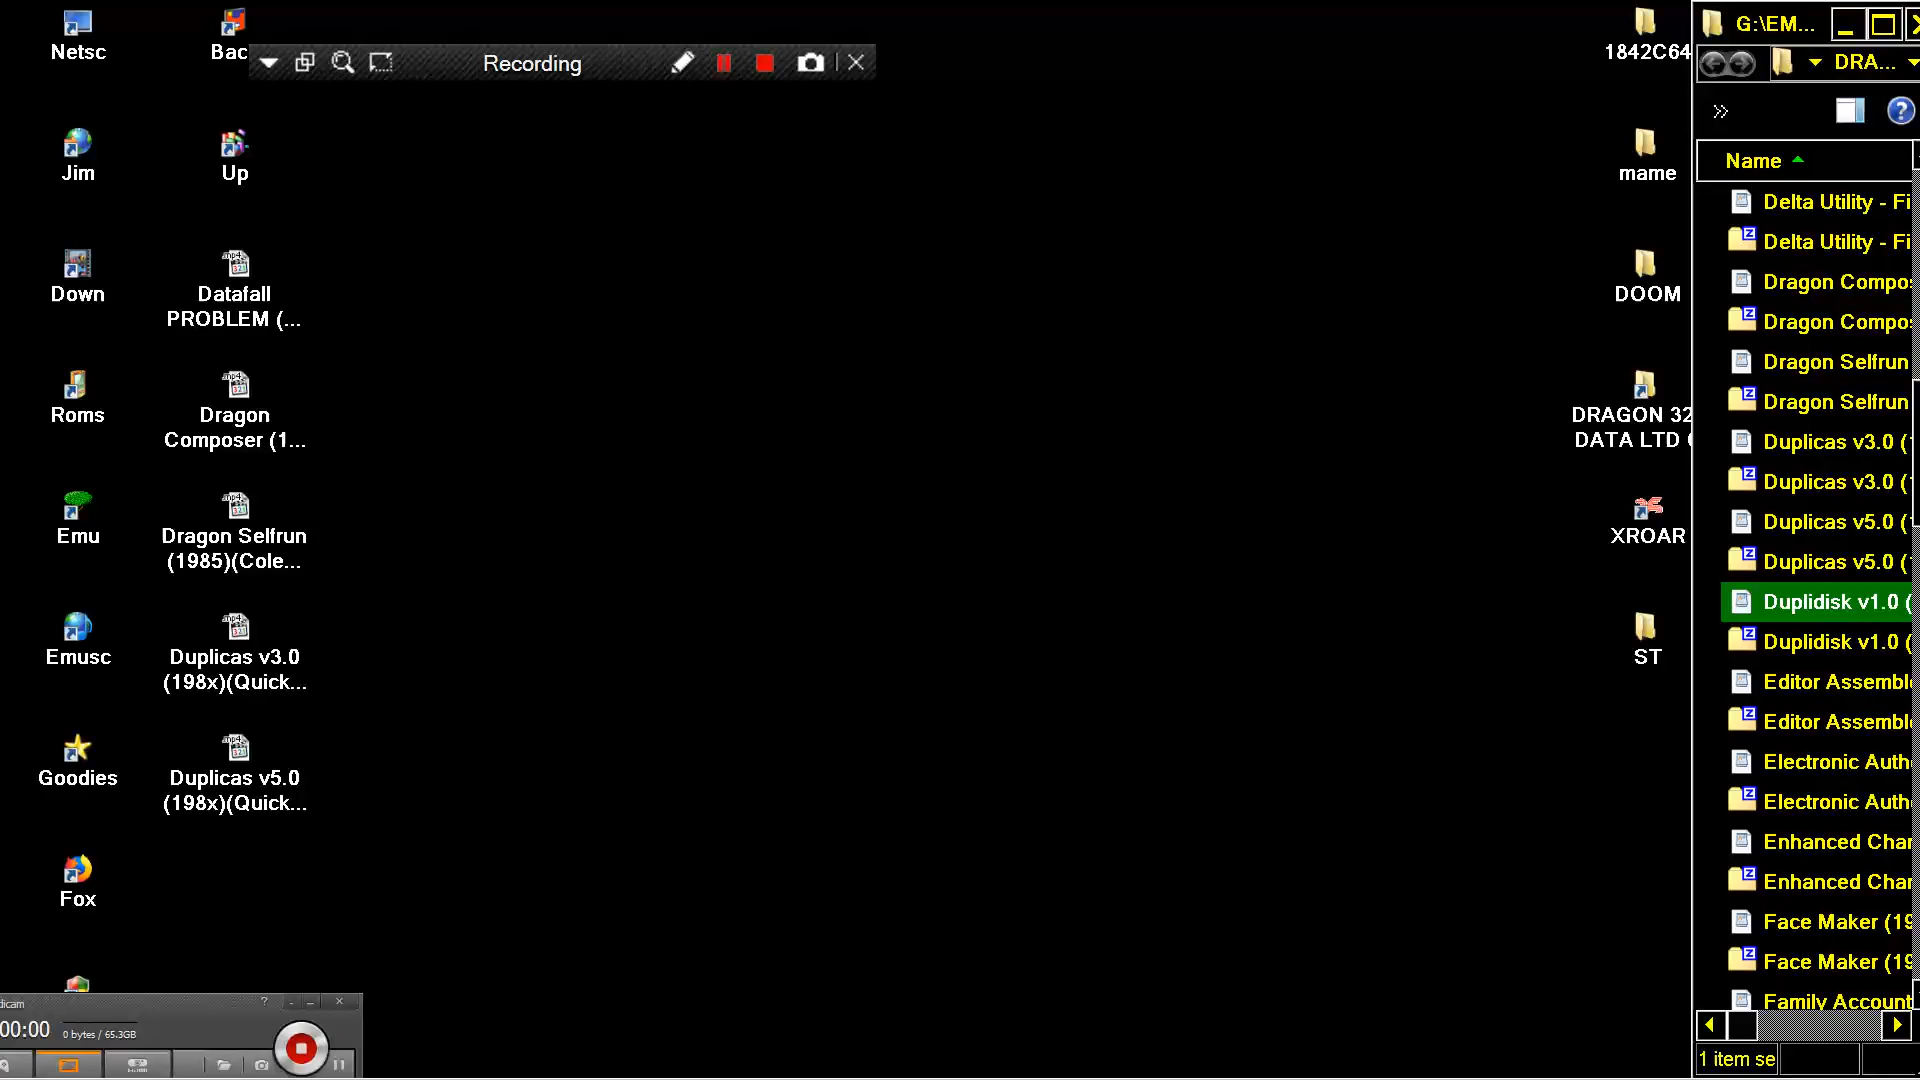 Netsc
Bac
Recording
1842C64
G:\EM...
DRA...
Jim
Up
mame
Name
Delta Utility - Fi
Delta Utility - Fi
Down
Datafall
PROBLEM (...
DOOM
Dragon Compo
Dragon Compo
Dragon Selfrun
Dragon Selfrun
Roms
Dragon
Composer (1...
DRAGON 32
DATA LTD
Duplicas v3.0 (
Duplicas v3.0 (
Emu
Dragon Selfrun
(1985)(Cole...
XROAR
Duplicas v5.0 (
Duplicas v5.0 (
Duplidisk v1.0 (
Duplidisk v1.0 (
Emusc
Duplicas v3.0
(198x)(Quick...
ST
Editor Assembl
Editor Assembl
Goodies
Duplicas v5.0
(198x)(Quick...
Electronic Auth
Electronic Auth
Enhanced Char
Enhanced Char
Fox
Face Maker (19
Face Maker (19
Family Account
dicam
00:00
0 bytes / 65.3GB
1 item se